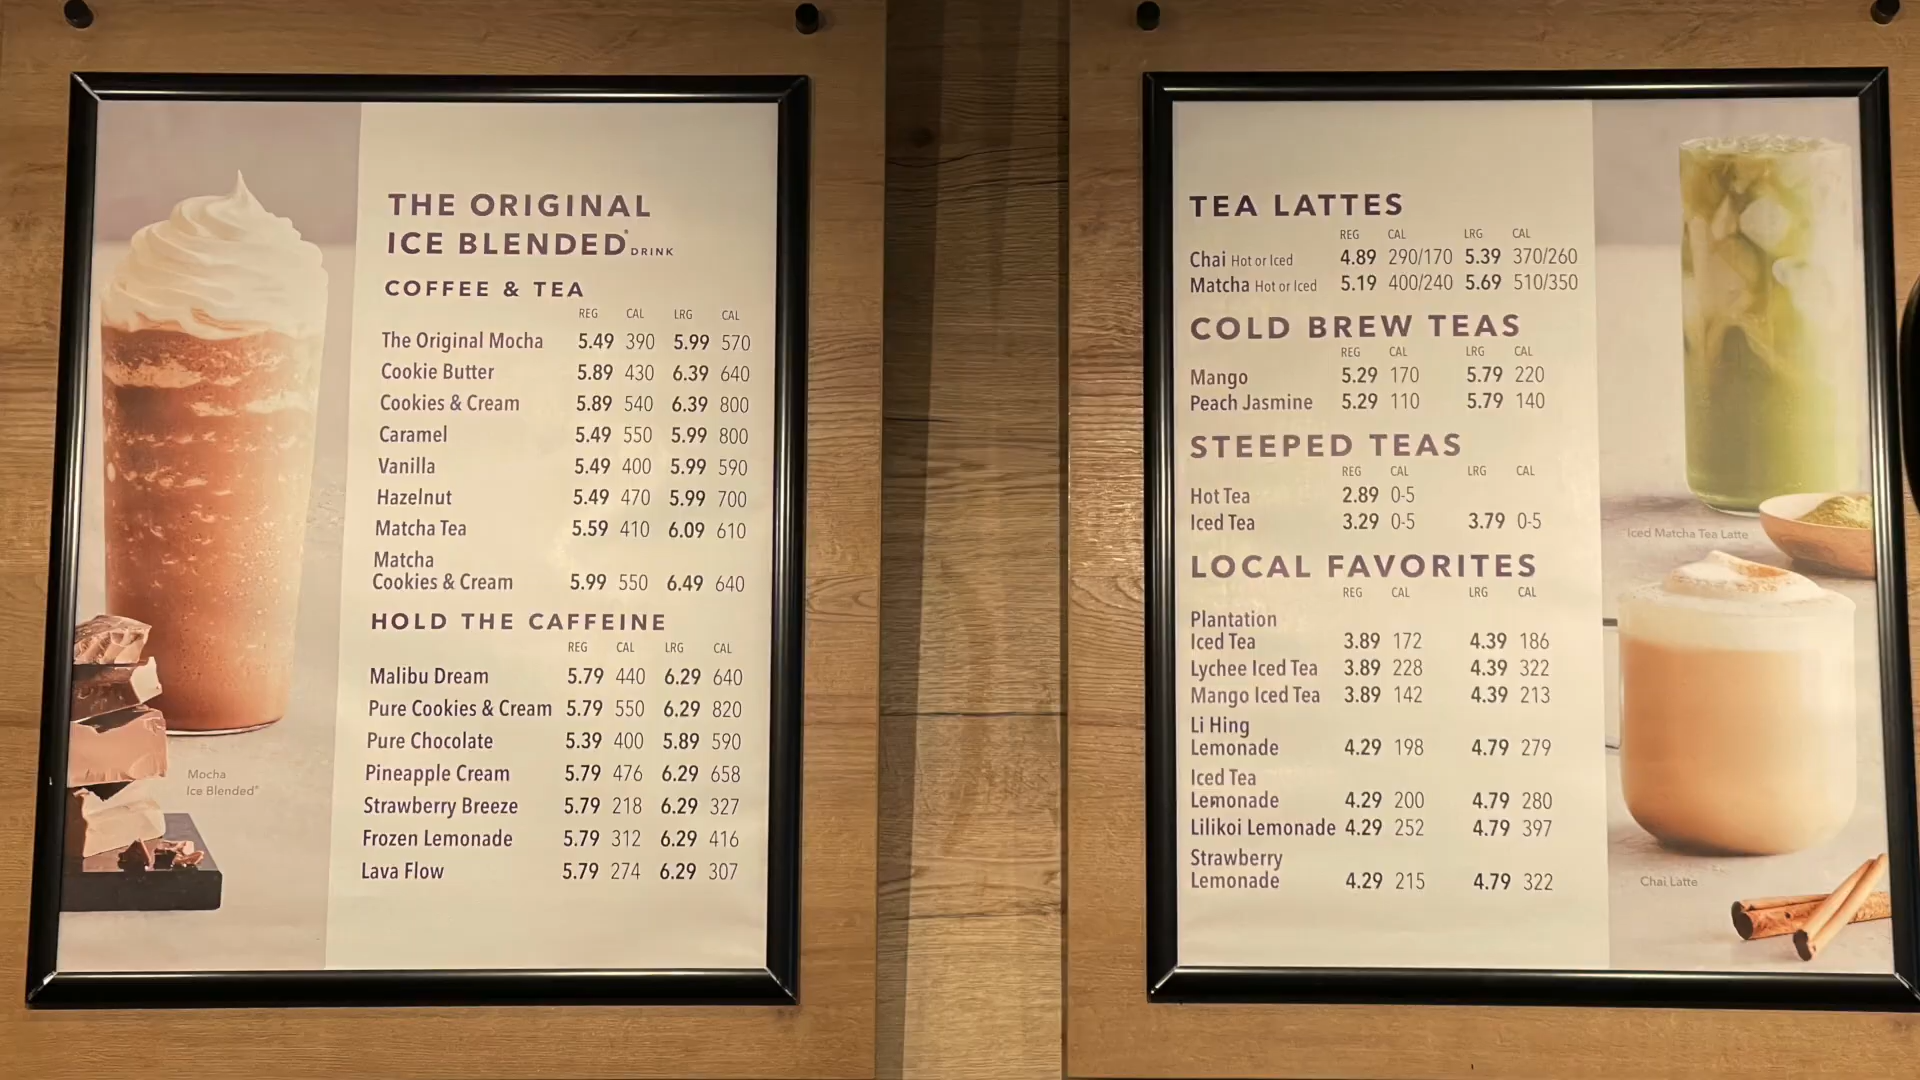 THE ORIGINAL
ICE BLENDED® DRINK
COFFEE & TEA
REG CAL LRG CAL
The Original Mocha 5.49 390 5.99 570
Cookie Butter 5.89 430 6.39 640
Cookies & Cream 5.89 540 6.39 800
Caramel 5.49 550 5.99 800
Vanilla 5.49 400 5.99 590
Hazelnut 5.49 470 5.99 700
Matcha Tea 5.59 410 6.09 610
Matcha
Cookies & Cream 5.99 550 6.49 640
HOLD THE CAFFEINE
REG CAL LRG CAL
Malibu Dream 5.79 440 6.29 640
Pure Cookies & Cream 5.79 550 6.29 820
Pure Chocolate 5.39 400 5.89 590
Pineapple Cream 5.79 476 6.29 658
Strawberry Breeze 5.79 218 6.29 327
Frozen Lemonade 5.79 312 6.29 416
Lava Flow 5.79 274 6.29 307
Mocha
Ice Blended®
TEA LATTES
REG CAL LRG CAL
Chai Hot or Iced 4.89 290/170 5.39 370/260
Matcha Hot or Iced 5.19 400/240 5.69 510/350
COLD BREW TEAS
REG CAL LRG CAL
Mango 5.29 170 5.79 220
Peach Jasmine 5.29 110 5.79 140
STEEPED TEAS
REG CAL LRG CAL
Hot Tea 2.89 0-5
Iced Tea 3.29 0-5 3.79 0-5
LOCAL FAVORITES
REG CAL LRG CAL
Plantation
Iced Tea 3.89 172 4.39 186
Lychee Iced Tea 3.89 228 4.39 322
Mango Iced Tea 3.89 142 4.39 213
Li Hing
Lemonade 4.29 198 4.79 279
Iced Tea
Lemonade 4.29 200 4.79 280
Lilikoi Lemonade 4.29 252 4.79 397
Strawberry
Lemonade 4.29 215 4.79 322
Iced Matcha Tea Latte
Chai Latte